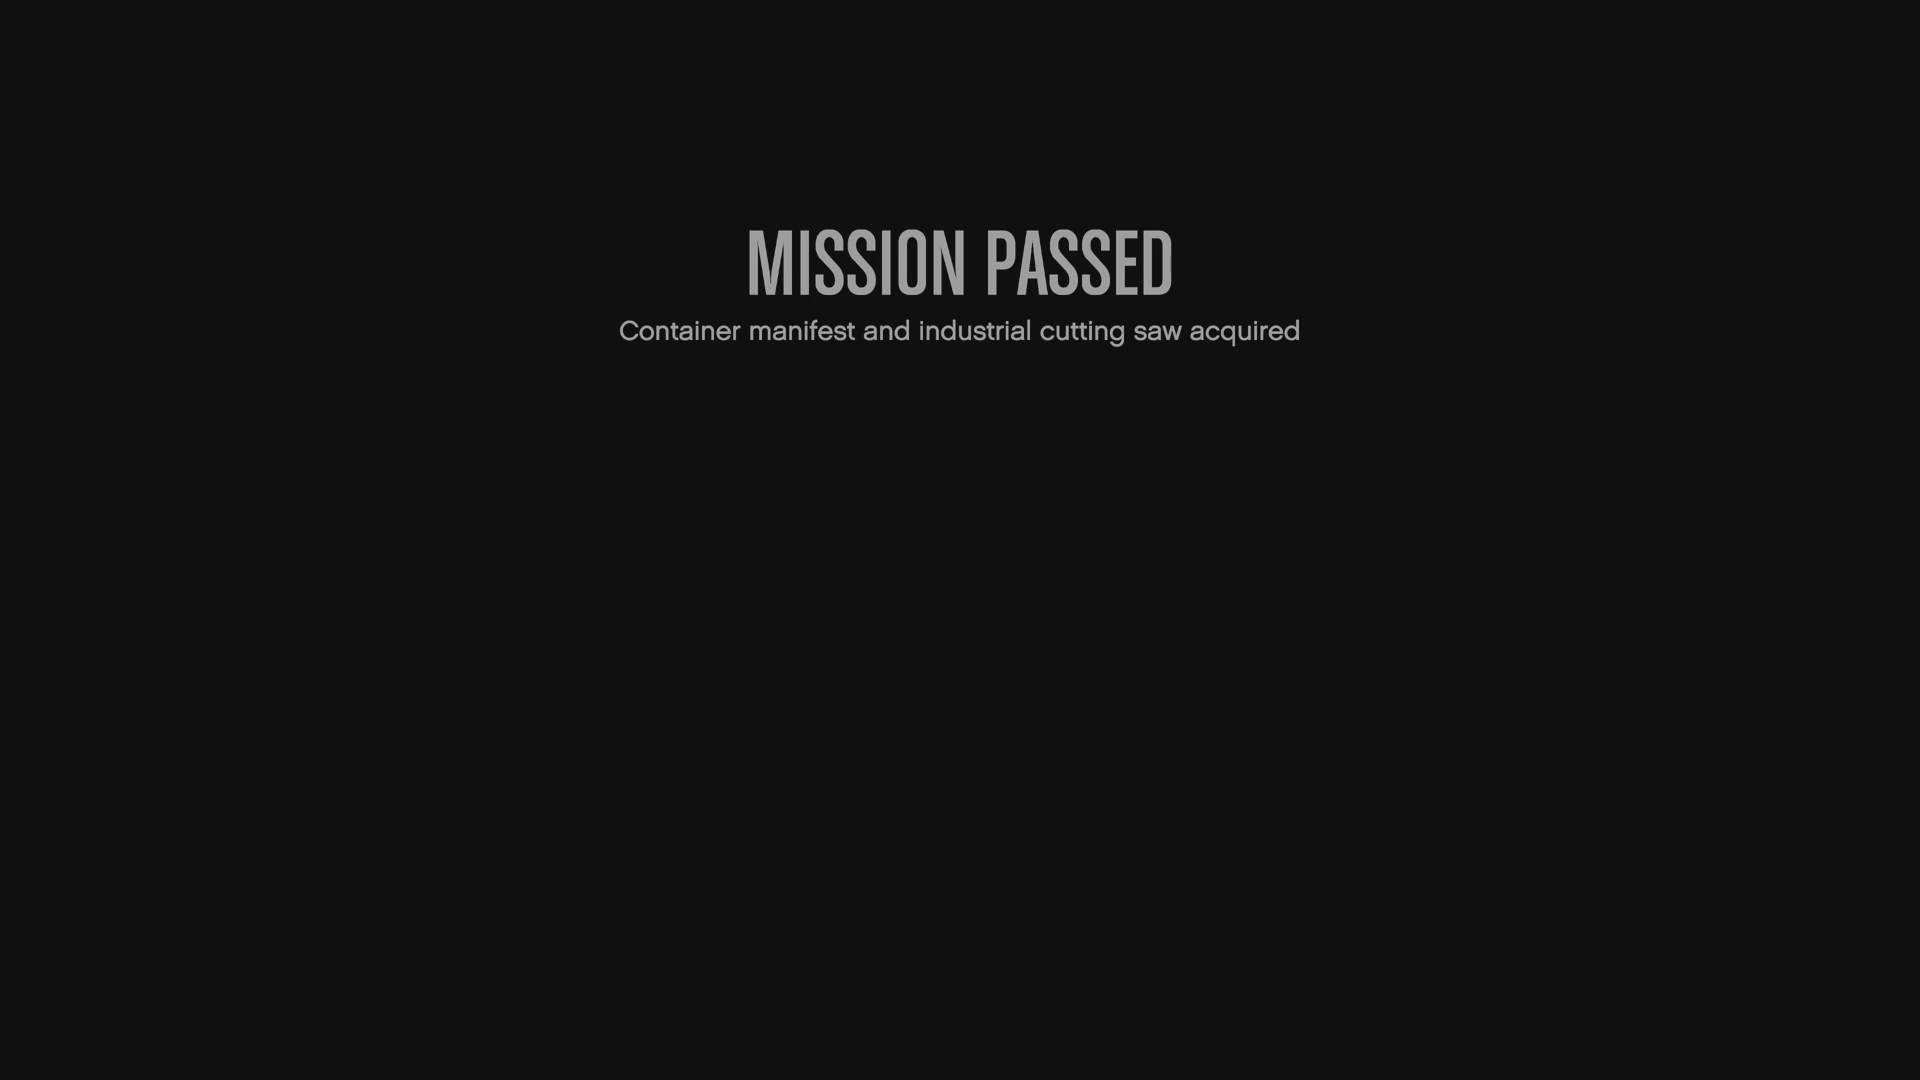 MISSION PASSED
Container manifest and industrial cutting saw acquired